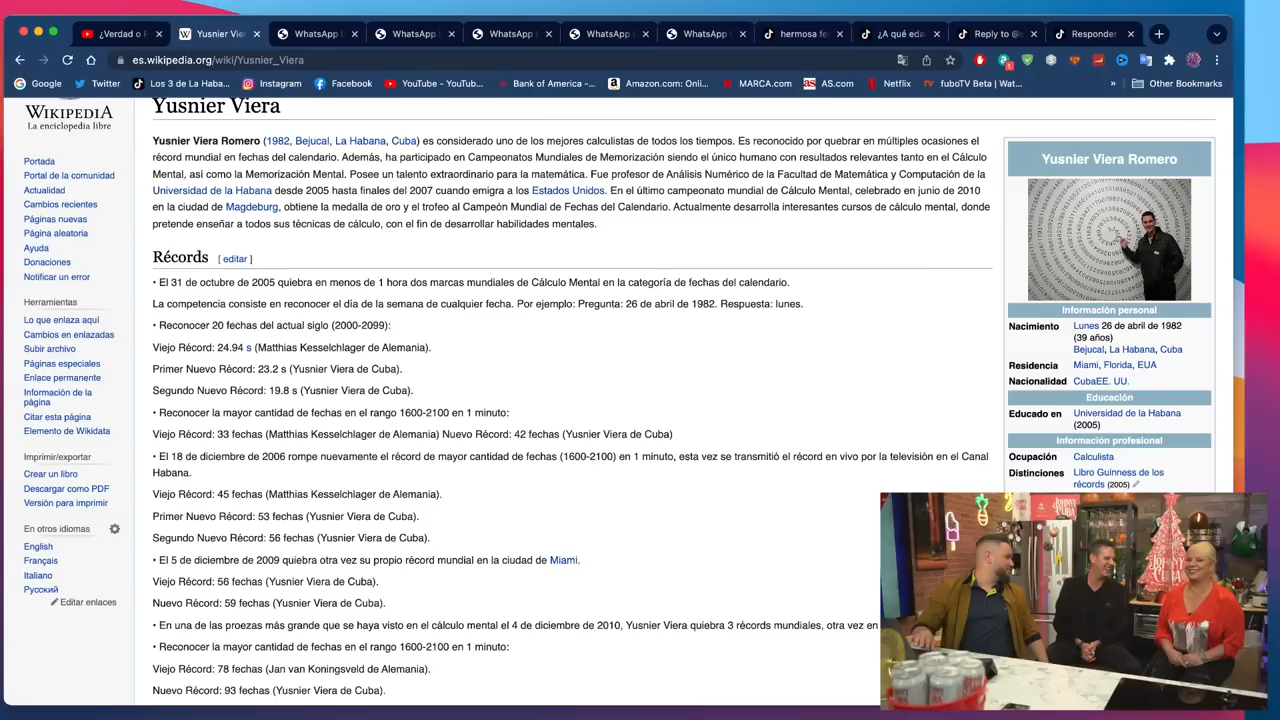 ¿Verdad o F
Yusnier Vier
WhatsApp I
WhatsApp (
WhatsApp I
WhatsApp I
WhatsApp (
hermosa fe
¿A qué eda
Reply to @s
Responder
es.wikipedia.org/wiki/Yusnier_Viera
Google
Twitter
Los 3 de La Haba...
Instagram
Facebook
YouTube - YouTub...
Bank of America -...
Amazon.com: Onli...
MARCA.com
AS.com
Netflix
fuboTV Beta | Wat...
»
Other Bookmarks
WIKIPEDIA
La enciclopedia libre
Portada
Portal de la comunidad
Actualidad
Cambios recientes
Páginas nuevas
Página aleatoria
Ayuda
Donaciones
Notificar un error
Herramientas
Lo que enlaza aquí
Cambios en enlazadas
Subir archivo
Páginas especiales
Enlace permanente
Información de la
página
Citar esta página
Elemento de Wikidata
Imprimir/exportar
Crear un libro
Descargar como PDF
Versión para imprimir
En otros idiomas
English
Français
Italiano
Русский
Editar enlaces
Yusnier Viera
Yusnier Viera Romero (1982, Bejucal, La Habana, Cuba) es considerado uno de los mejores calculistas de todos los tiempos. Es reconocido por quebrar en múltiples ocasiones el
récord mundial en fechas del calendario. Además, ha participado en Campeonatos Mundiales de Memorización siendo el único humano con resultados relevantes tanto en el Cálculo
Mental, así como la Memorización Mental. Posee un talento extraordinario para la matemática. Fue profesor de Análisis Numérico de la Facultad de Matemática y Computación de la
Universidad de la Habana desde 2005 hasta finales del 2007 cuando emigra a los Estados Unidos. En el último campeonato mundial de Cálculo Mental, celebrado en junio de 2010
en la ciudad de Magdeburg, obtiene la medalla de oro y el trofeo al Campeón Mundial de Fechas del Calendario. Actualmente desarrolla interesantes cursos de cálculo mental, donde
pretende enseñar a todos sus técnicas de cálculo, con el fin de desarrollar habilidades mentales.
Récords [ editar ]
• El 31 de octubre de 2005 quiebra en menos de 1 hora dos marcas mundiales de Cálculo Mental en la categoría de fechas del calendario.
La competencia consiste en reconocer el día de la semana de cualquier fecha. Por ejemplo: Pregunta: 26 de abril de 1982. Respuesta: lunes.
• Reconocer 20 fechas del actual siglo (2000-2099):
Viejo Récord: 24.94 s (Matthias Kesselchlager de Alemania).
Primer Nuevo Récord: 23.2 s (Yusnier Viera de Cuba).
Segundo Nuevo Récord: 19.8 s (Yusnier Viera de Cuba).
• Reconocer la mayor cantidad de fechas en el rango 1600-2100 en 1 minuto:
Viejo Récord: 33 fechas (Matthias Kesselchlager de Alemania) Nuevo Récord: 42 fechas (Yusnier Viera de Cuba)
• El 18 de diciembre de 2006 rompe nuevamente el récord de mayor cantidad de fechas (1600-2100) en 1 minuto, esta vez se transmitió el récord en vivo por la televisión en el Canal
Habana.
Viejo Récord: 45 fechas (Matthias Kesselchlager de Alemania).
Primer Nuevo Récord: 53 fechas (Yusnier Viera de Cuba).
Segundo Nuevo Récord: 56 fechas (Yusnier Viera de Cuba).
• El 5 de diciembre de 2009 quiebra otra vez su propio récord mundial en la ciudad de Miami.
Viejo Récord: 56 fechas (Yusnier Viera de Cuba).
Nuevo Récord: 59 fechas (Yusnier Viera de Cuba).
• En una de las proezas más grande que se haya visto en el cálculo mental el 4 de diciembre de 2010, Yusnier Viera quiebra 3 récords mundiales, otra vez en
• Reconocer la mayor cantidad de fechas en el rango 1600-2100 en 1 minuto:
Viejo Récord: 78 fechas (Jan van Koningsveld de Alemania).
Nuevo Récord: 93 fechas (Yusnier Viera de Cuba).
Yusnier Viera Romero
Información personal
Nacimiento Lunes 26 de abril de 1982
(39 años)
Bejucal, La Habana, Cuba
Residencia Miami, Florida, EUA
Nacionalidad CubaEE. UU.
Educación
Educado en Universidad de la Habana
(2005)
Información profesional
Ocupación Calculista
Distinciones Libro Guinness de los
récords (2005)
JOHNNY
CUBA